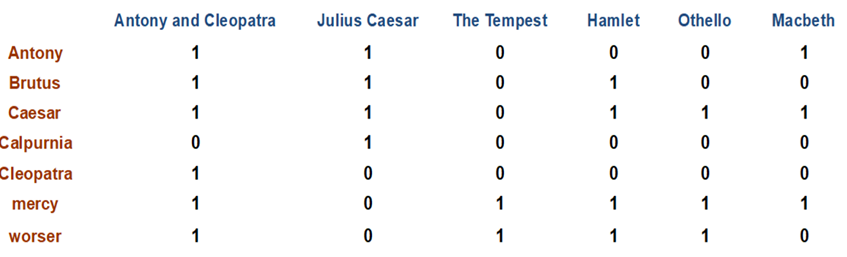 Antony and Cleopatra Julius Caesar The Tempest Hamlet Othello Macbeth
Antony 1 1 0 0 0 1
Brutus 1 1 0 1 0 0
Caesar 1 1 0 1 1 1
Calpurnia 0 1 0 0 0 0
Cleopatra 1 0 0 0 0 0
mercy 1 0 1 1 1 1
worser 1 0 1 1 1 0